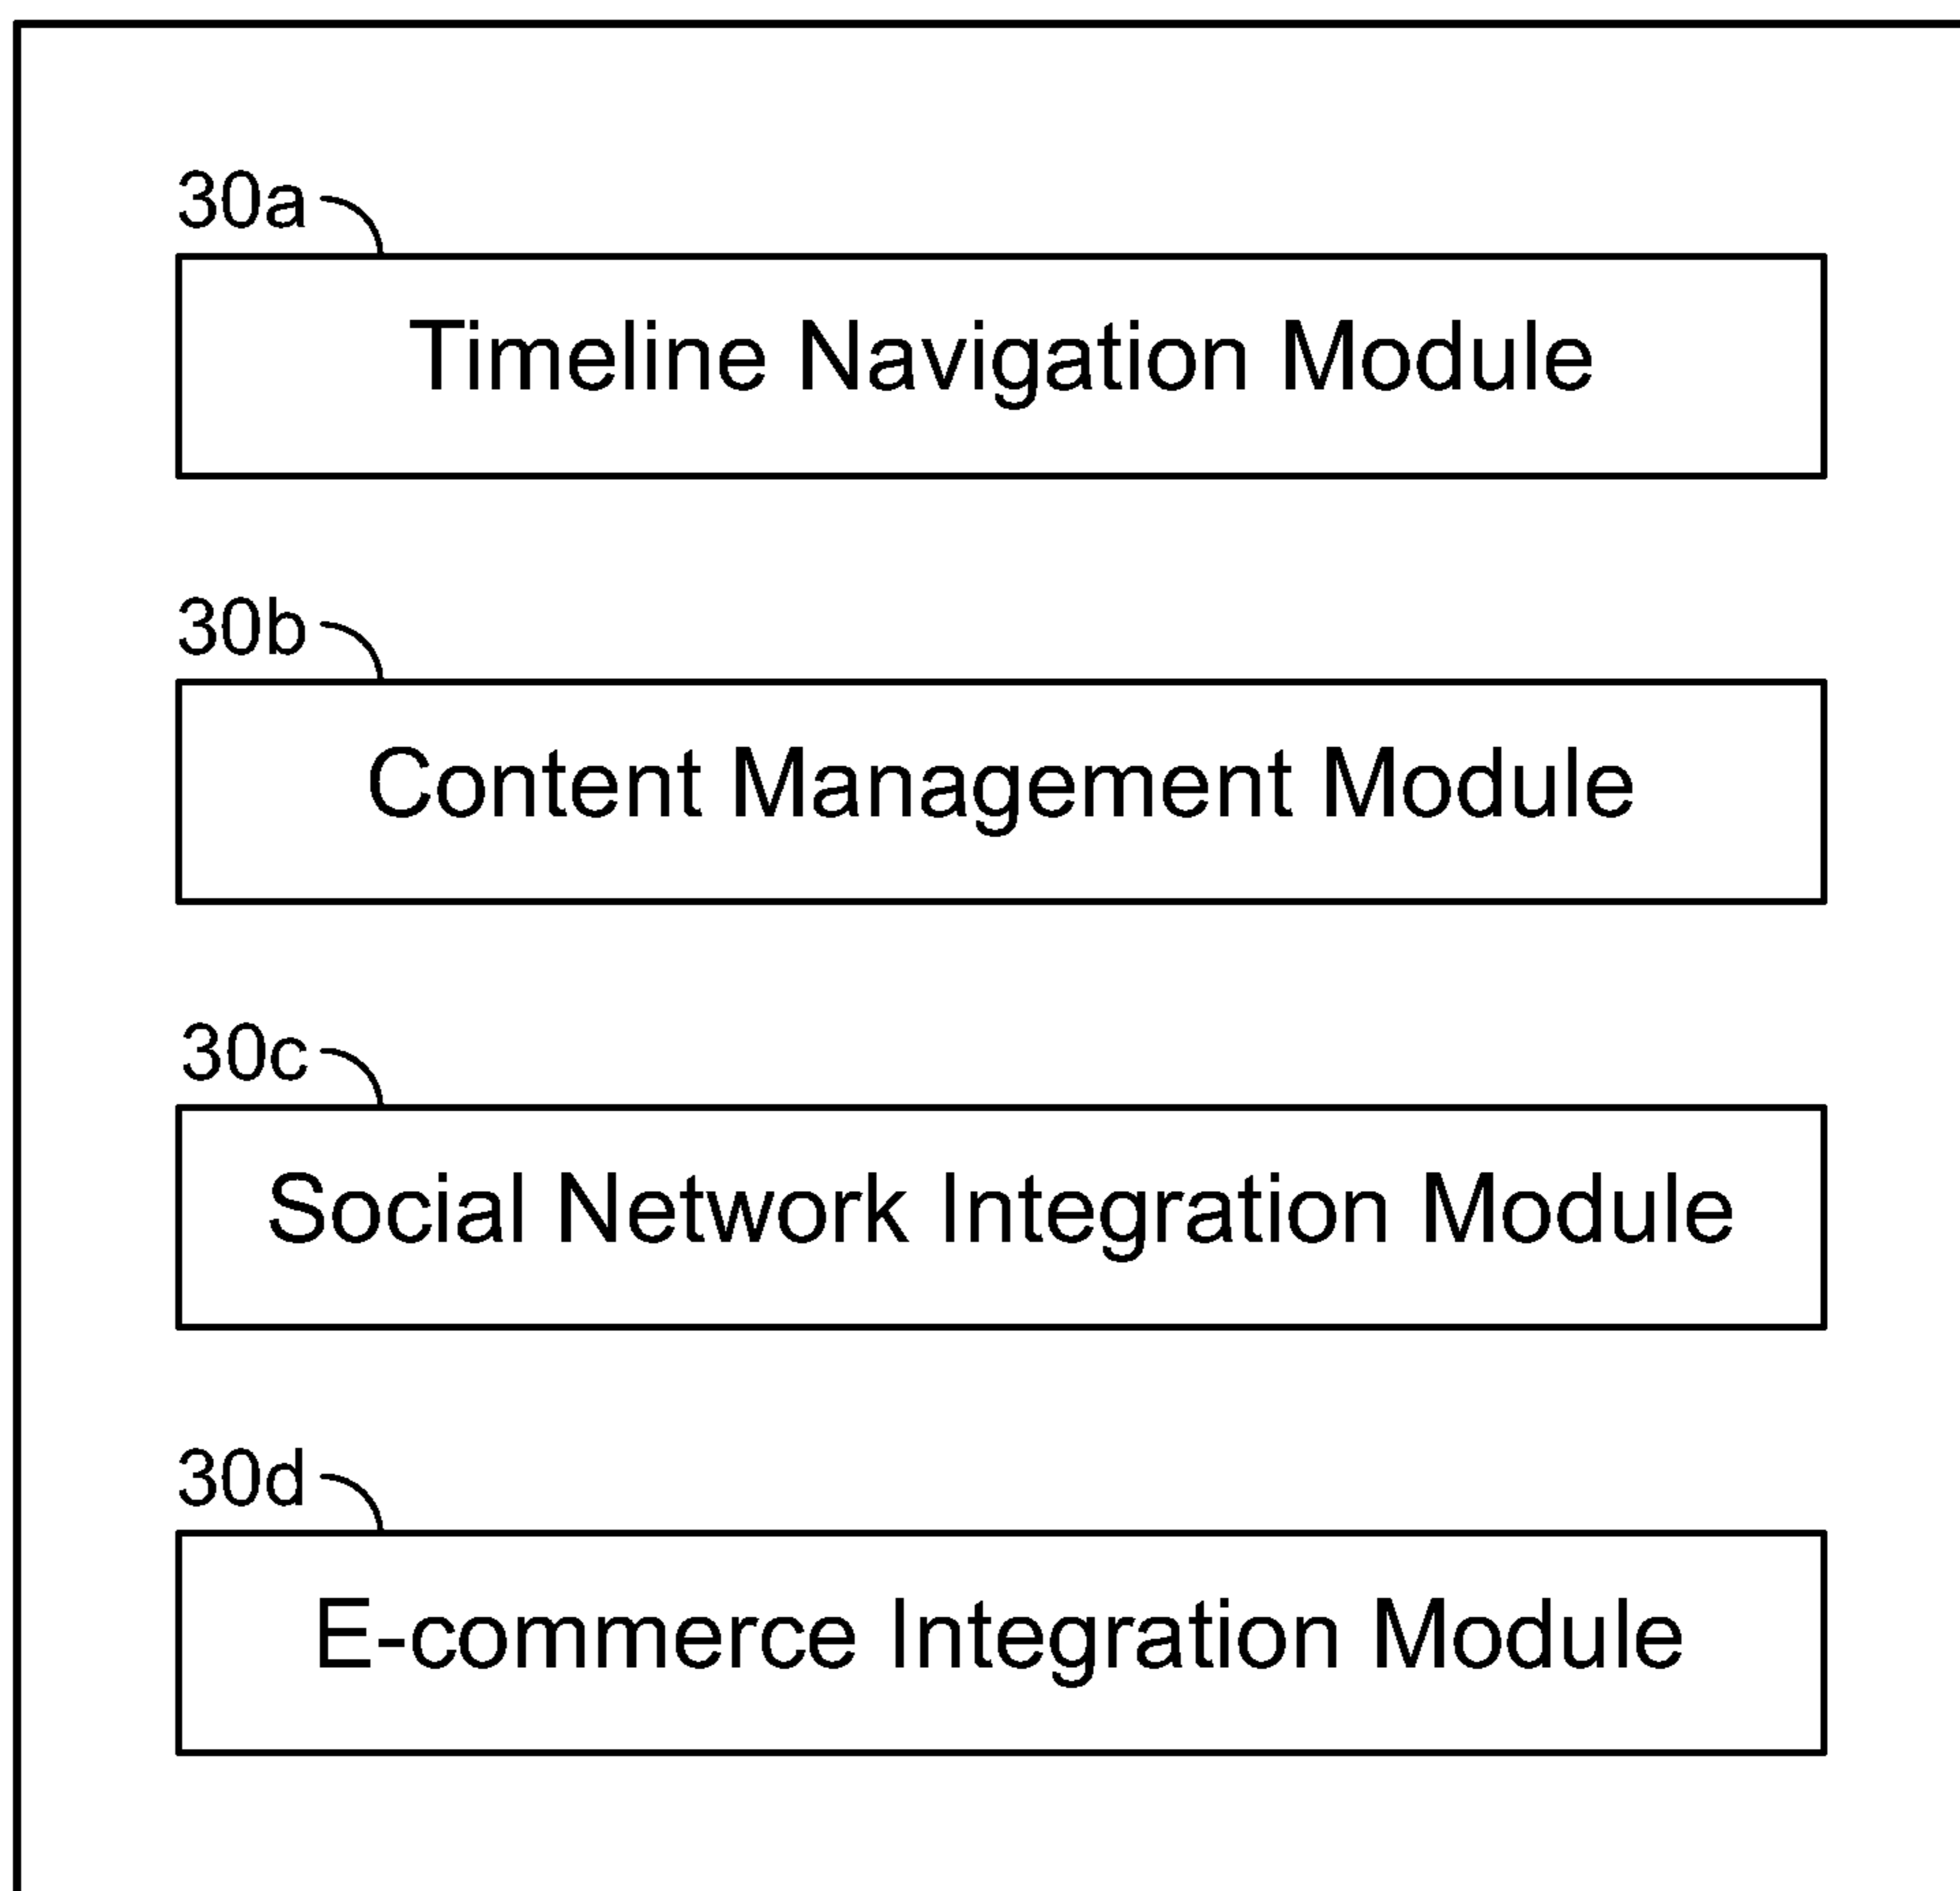 30a
Timeline Navigation Module
30b
Content Management Module
30c
Social Network Integration Module
30d
E-commerce Integration Module